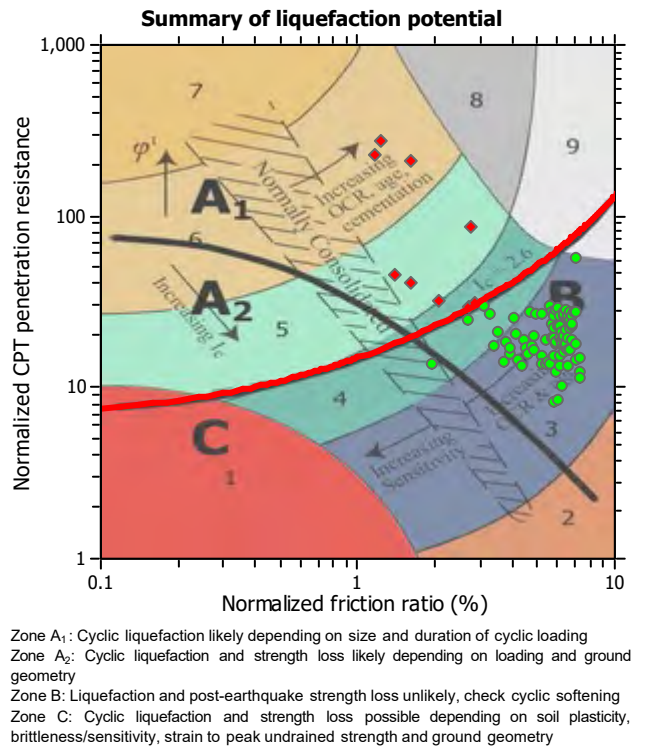 Summary of liquefaction potential
1,000
7
8
9
φ'
Increasing
OCR, age,
cementation
A1
Normally Consolidated
100
6
Ic = 2.6
A2
Increasing Ic
B
5
Increasing
OCR &
10
4
C
3
Increasing
Sensitivity
1
2
1
0.1
1
10
Normalized CPT penetration resistance
Normalized friction ratio (%)
Zone A1: Cyclic liquefaction likely depending on size and duration of cyclic loading
Zone A2: Cyclic liquefaction and strength loss likely depending on loading and ground
geometry
Zone B: Liquefaction and post-earthquake strength loss unlikely, check cyclic softening
Zone C: Cyclic liquefaction and strength loss possible depending on soil plasticity,
brittleness/sensitivity, strain to peak undrained strength and ground geometry